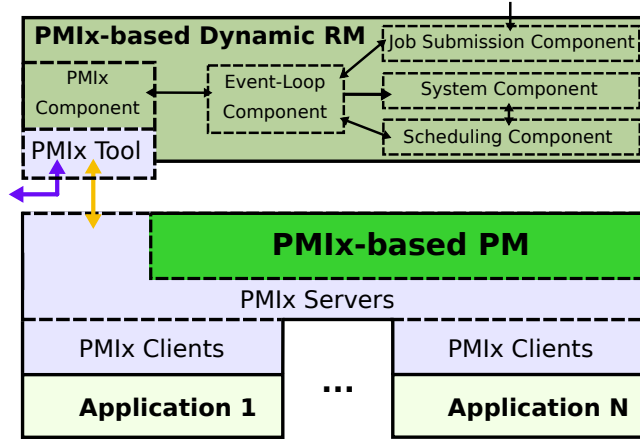 PMIx-based Dynamic RM
Job Submission Component
PMIx
Component
Event-Loop
Component
System Component
Scheduling Component
PMIx Tool
PMIx-based PM
PMIx Servers
PMIx Clients
PMIx Clients
...
Application 1
Application N